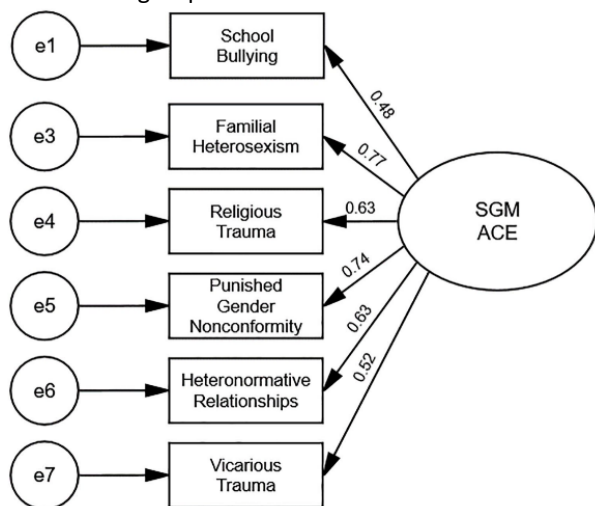 e1
School
Bullying
0.48
e3
Familial
Heterosexism
0.77
SGM
ACE
e4
Religious
Trauma
0.63
e5
Punished
Gender
Nonconformity
0.74
e6
Heteronormative
Relationships
0.63
e7
Vicarious
Trauma
0.52